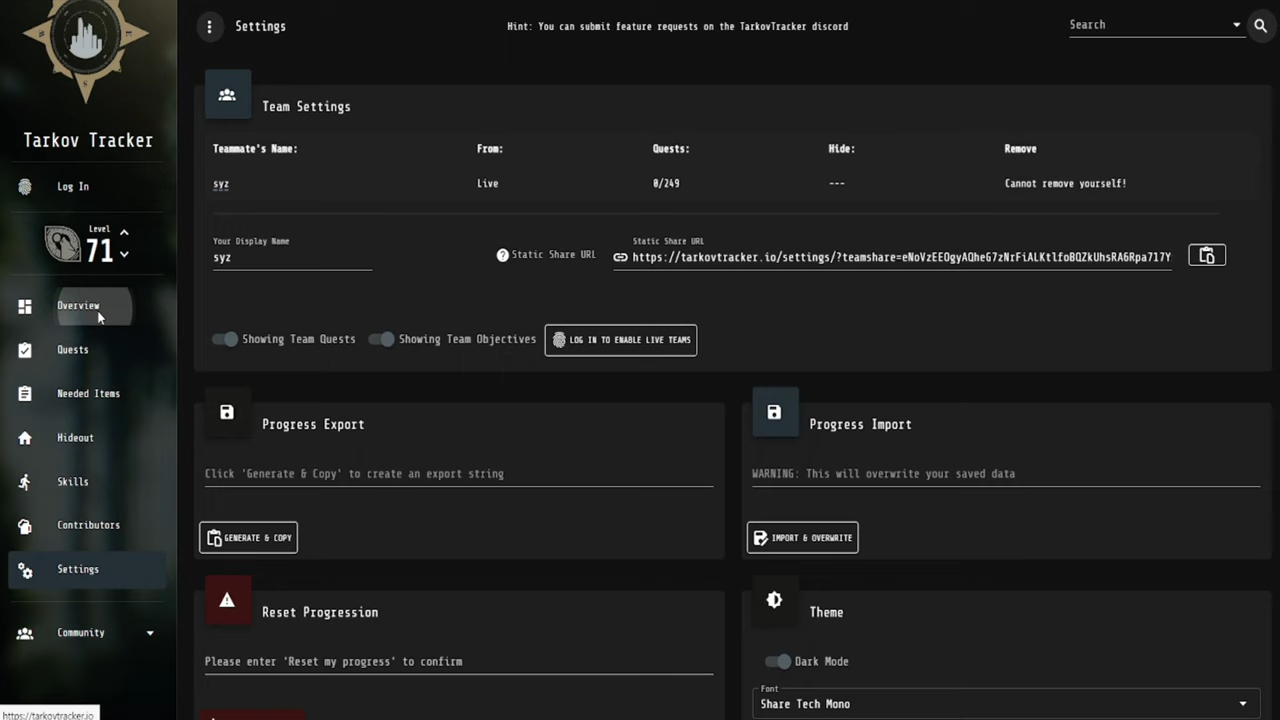 Settings
Hint: You can submit feature requests on the TarkovTracker discord
Search
Tarkov Tracker
Log In
Level
71
Overview
Quests
Needed Items
Hideout
Skills
Contributors
Settings
Community
https://tarkovtracker.io
Team Settings
Teammate's Name: From: Quests: Hide: Remove
syz Live 0/249 --- Cannot remove yourself!
Your Display Name
syz
Static Share URL
Static Share URL
https://tarkovtracker.io/settings/?teamshare=eNoVzEEOgyAQheG7zNrFiALKtlfoBQZkUhsRA6Rpa717Y
Showing Team Quests Showing Team Objectives LOG IN TO ENABLE LIVE TEAMS
Progress Export
Click 'Generate & Copy' to create an export string
GENERATE & COPY
Progress Import
WARNING: This will overwrite your saved data
IMPORT & OVERWRITE
Reset Progression
Please enter 'Reset my progress' to confirm
Theme
Dark Mode
Font
Share Tech Mono